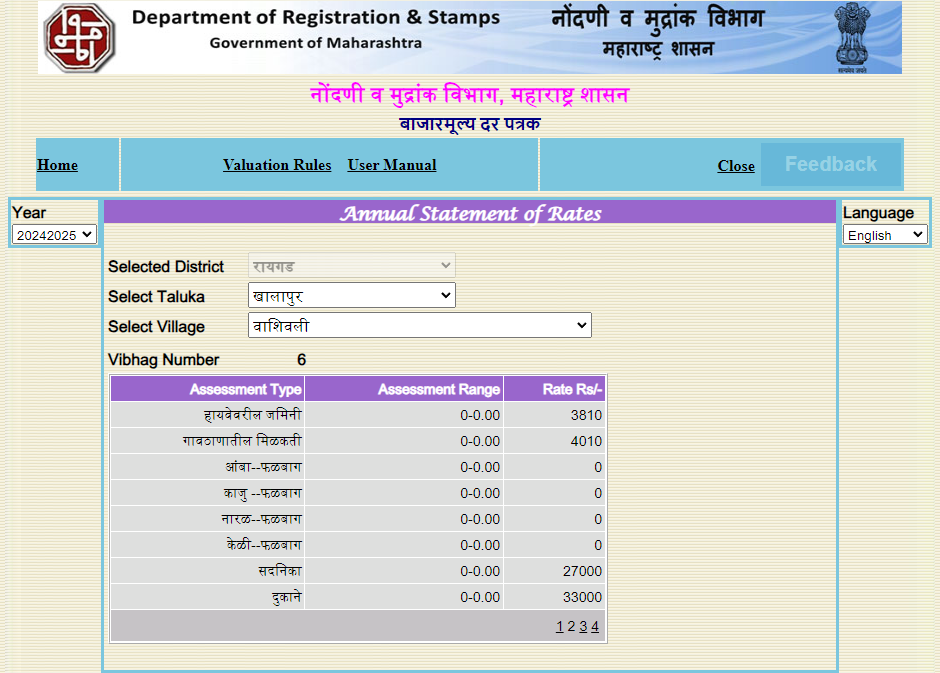 Department of Registration & Stamps
Government of Maharashtra
नोंदणी व मुद्रांक विभाग
महाराष्ट्र शासन
सत्यमेव जयते
नोंदणी व मुद्रांक विभाग, महाराष्ट्र शासन
बाजारमूल्य दर पत्रक
Home Valuation Rules User Manual Close Feedback
Year Annual Statement of Rates Language
20242025 English
Selected District रायगड
Select Taluka खालापुर
Select Village वाशिवली
Vibhag Number 6
Assessment Type Assessment Range Rate Rs/-
हायवेवरील जमिनी 0-0.00 3810
गावठाणातील मिळकती 0-0.00 4010
आंबा--फळबाग 0-0.00 0
काजु --फळबाग 0-0.00 0
नारळ--फळबाग 0-0.00 0
केळी--फळबाग 0-0.00 0
सदनिका 0-0.00 27000
दुकाने 0-0.00 33000
1 2 3 4